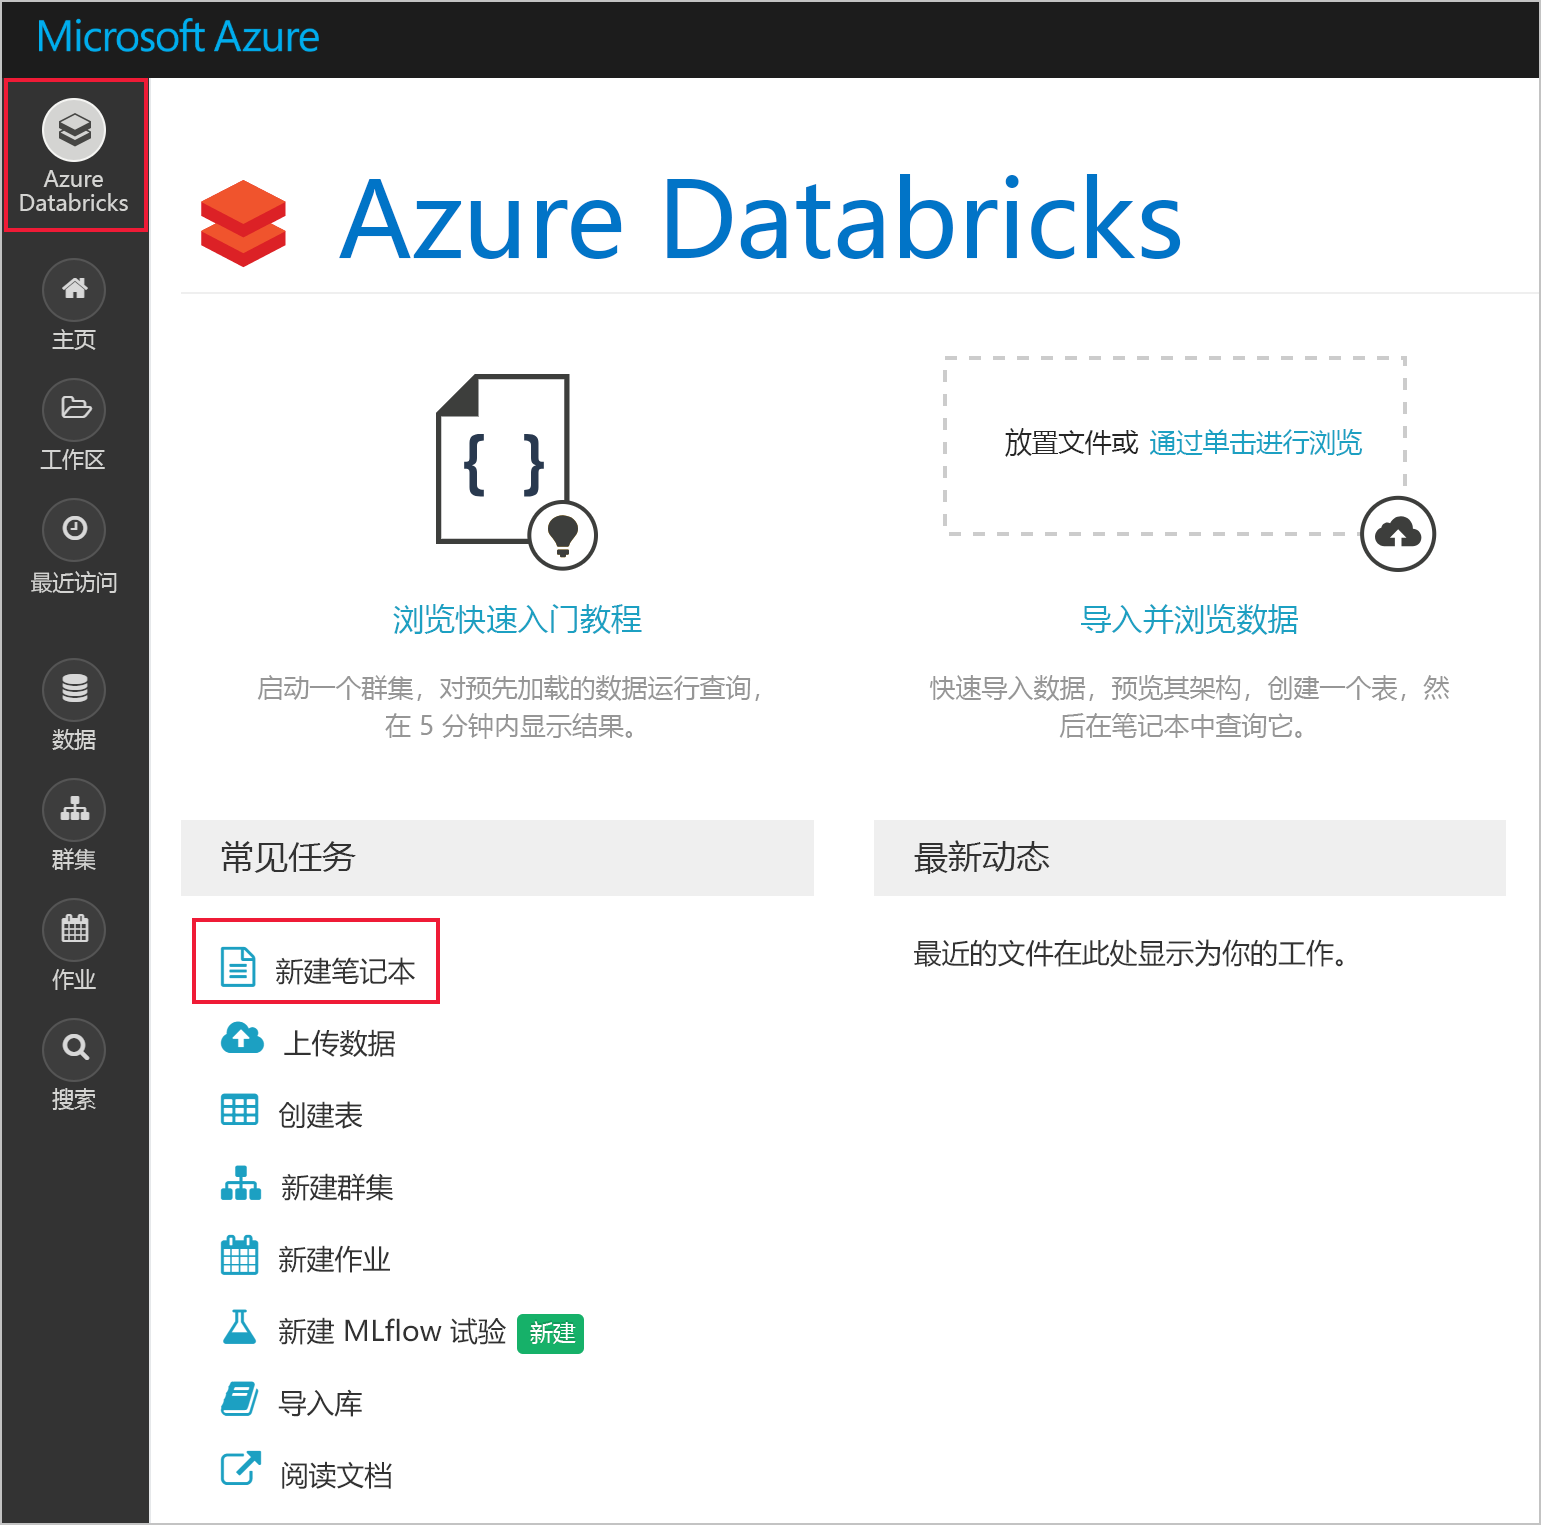 Microsoft Azure
Azure
Databricks
主页
工作区
最近访问
数据
群集
作业
搜索
Azure Databricks
{ }
放置文件或 通过单击进行浏览
浏览快速入门教程
启动一个群集，对预先加载的数据运行查询，
在 5 分钟内显示结果。
导入并浏览数据
快速导入数据，预览其架构，创建一个表，然
后在笔记本中查询它。
常见任务
新建笔记本
上传数据
创建表
新建群集
新建作业
新建 MLflow 试验 新建
导入库
阅读文档
最新动态
最近的文件在此处显示为你的工作。